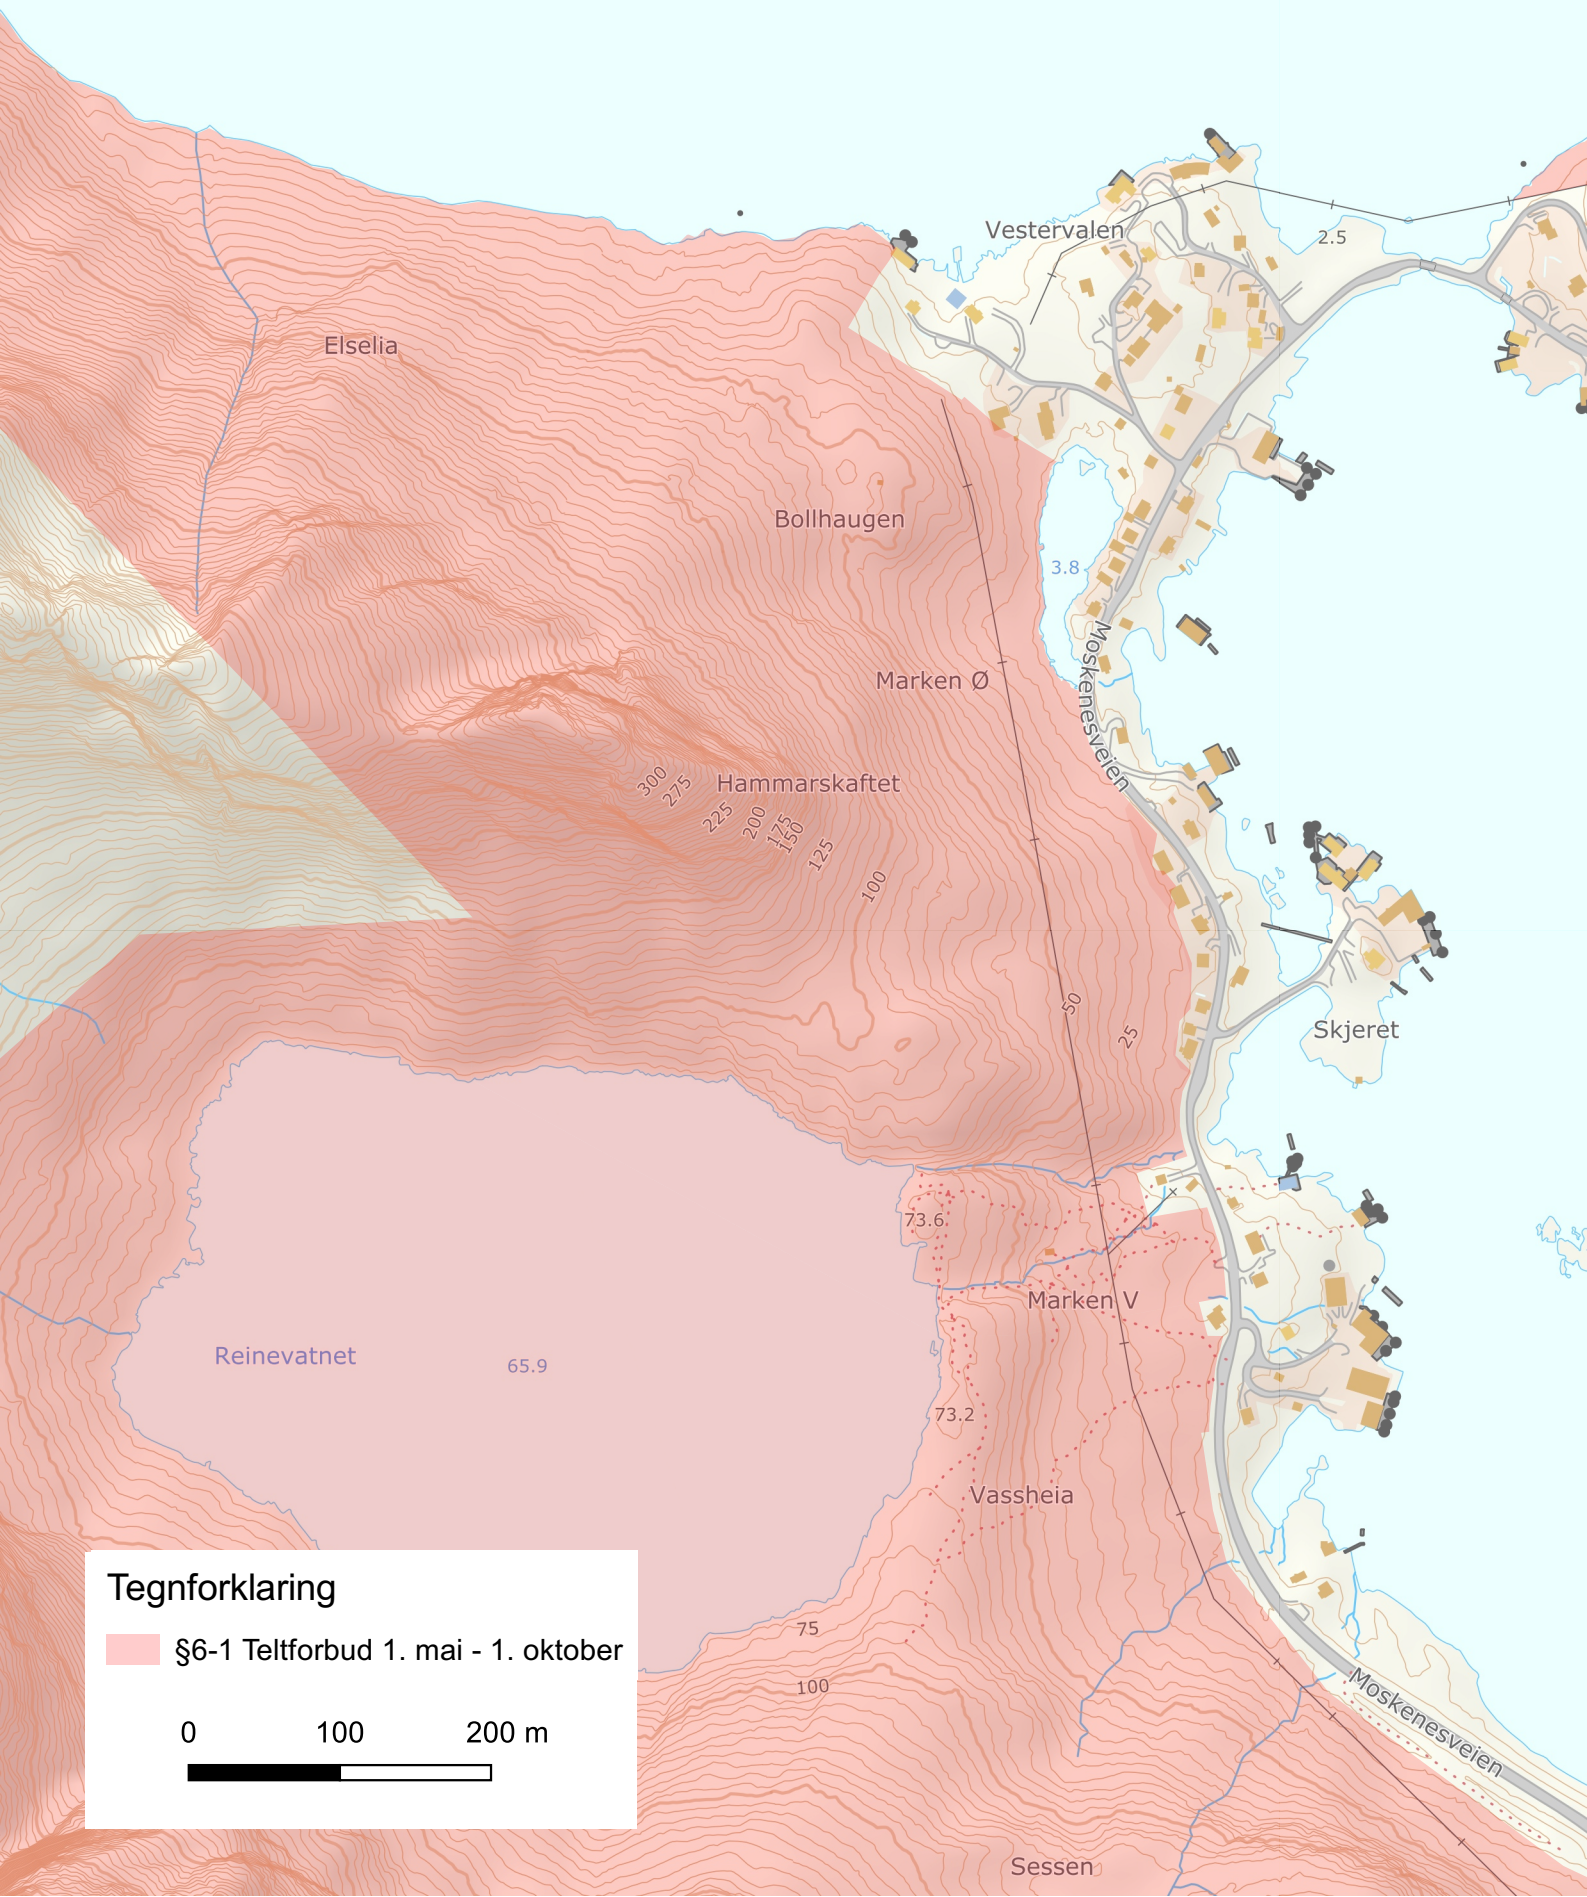 Vestervalen
2.5
Elselia
Bollhaugen
3.8
Moskenesveien
Marken Ø
Hammarskaftet
300
275
225
200
175
150
125
100
50
25
Skjeret
73.6
Marken V
Reinevatnet
65.9
73.2
Vassheia
Tegnforklaring
§6-1 Teltforbud 1. mai - 1. oktober
0 100 200 m
75
100
Moskenesveien
Sessen